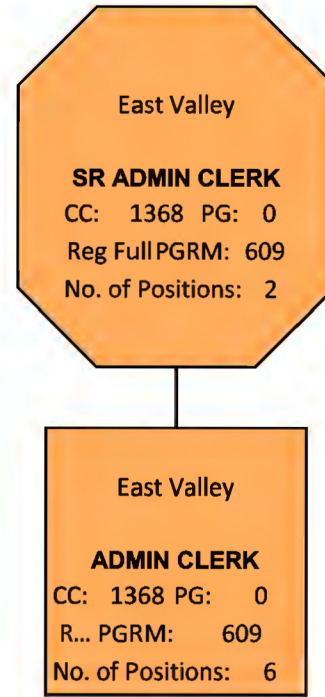 East Valley
SR ADMIN CLERK
CC: 1368 PG: 0
Reg Full PGRM: 609
No. of Positions: 2
East Valley
ADMIN CLERK
CC: 1368 PG: 0
R... PGRM: 609
No. of Positions: 6